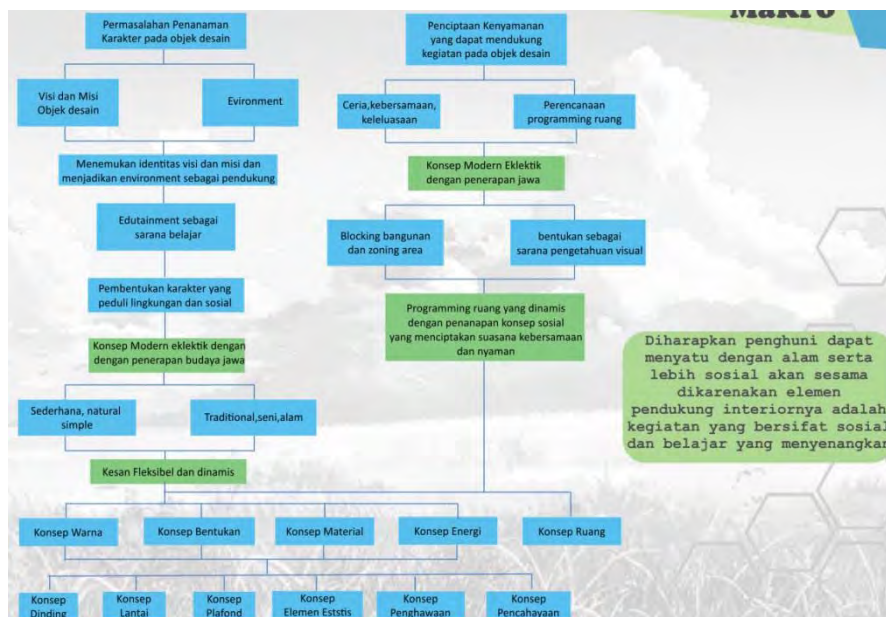 Makro
Permasalahan Penanaman
Karakter pada objek desain
Penciptaan Kenyamanan
yang dapat mendukung
kegiatan pada objek desain
Visi dan Misi
Objek desain
Evironment
Ceria,kebersamaan,
keleluasaan
Perencanaan
programming ruang
Menemukan identitas visi dan misi dan
menjadikan environment sebagai pendukung
Konsep Modern Eklektik
dengan penerapan jawa
Edutainment sebagai
sarana belajar
Blocking bangunan
dan zoning area
bentukan sebagai
sarana pengetahuan visual
Pembentukan karakter yang
peduli lingkungan dan sosial
Programming ruang yang dinamis
dengan penanapan konsep sosial
yang menciptakan suasana kebersamaan
dan nyaman
Konsep Modern eklektik dengan
dengan penerapan budaya jawa
Diharapkan penghuni dapat
menyatu dengan alam serta
lebih sosial akan sesama
dikarenakan elemen
pendukung interiornya adalah
kegiatan yang bersifat sosial
dan belajar yang menyenangkan
Sederhana, natural
simple
Traditional,seni,alam
Kesan Fleksibel dan dinamis
Konsep Warna
Konsep Bentukan
Konsep Material
Konsep Energi
Konsep Ruang
Konsep
Dinding
Konsep
Lantai
Konsep
Plafond
Konsep
Elemen Eststis
Konsep
Penghawaan
Konsep
Pencahayaan